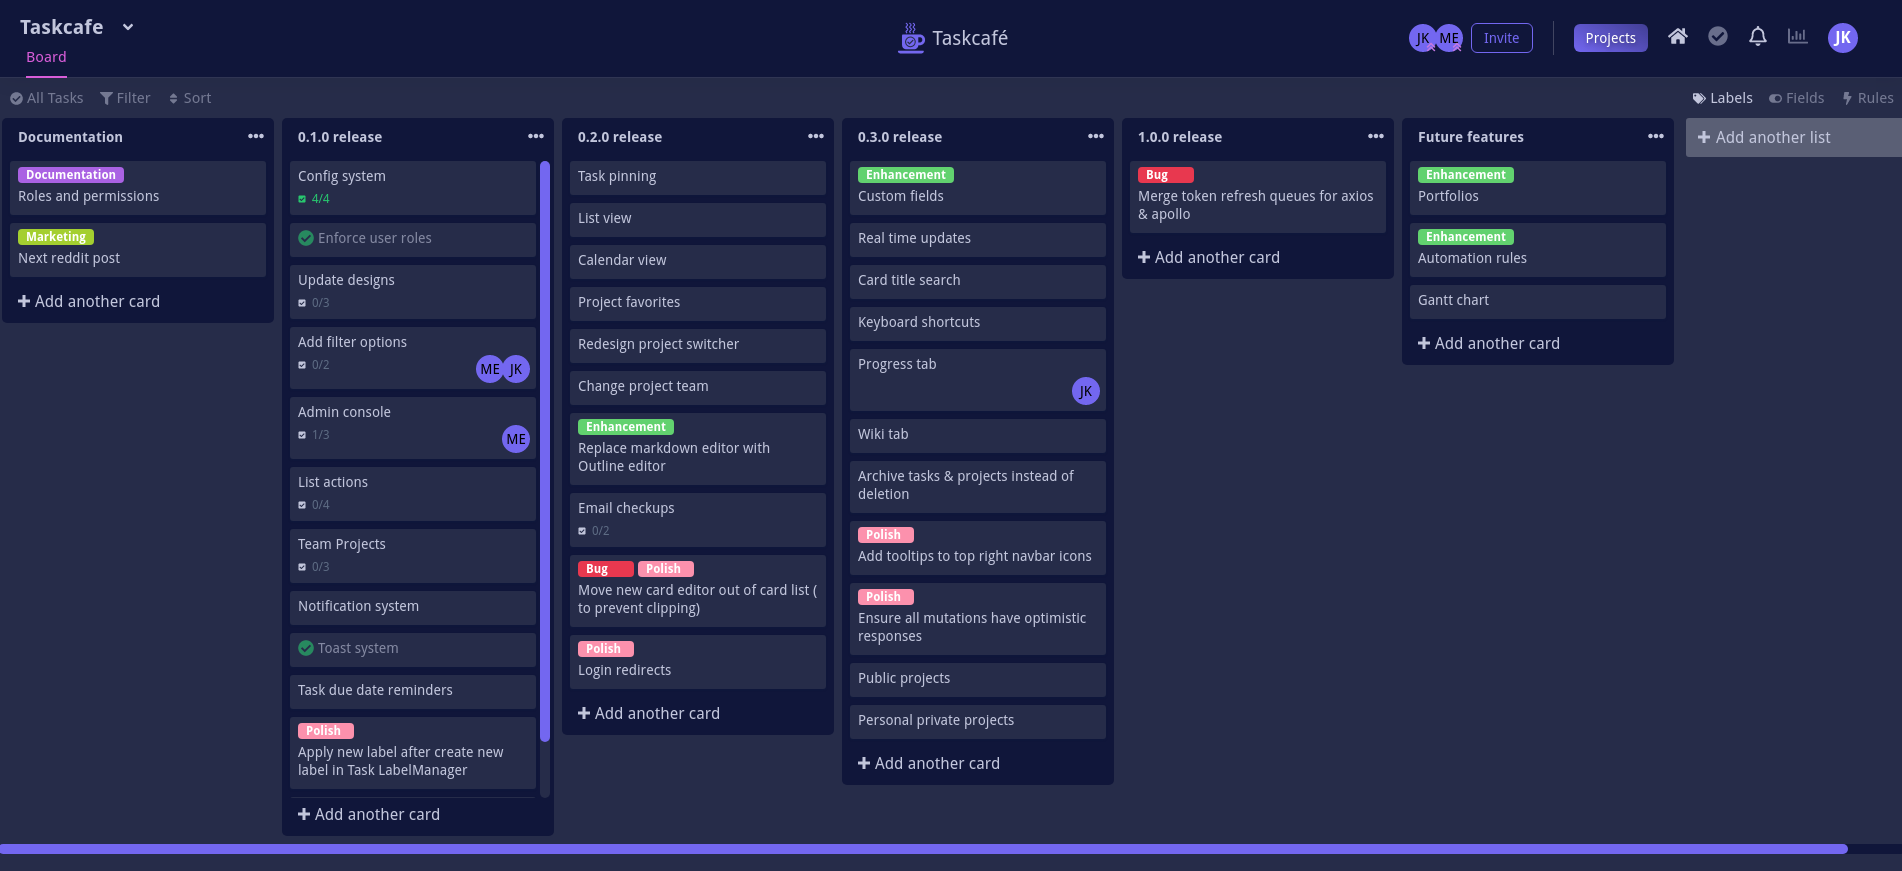 Taskcafe
Board
Taskcafé
JK
ME
Invite
Projects
JK
All Tasks
Filter
Sort
Labels
Fields
Rules
Documentation
Documentation
Roles and permissions
Marketing
Next reddit post
Add another card
0.1.0 release
Config system
4/4
Enforce user roles
Update designs
0/3
Add filter options
0/2
ME JK
Admin console
1/3
ME
List actions
0/4
Team Projects
0/3
Notification system
Toast system
Task due date reminders
Polish
Apply new label after create new
label in Task LabelManager
Add another card
0.2.0 release
Task pinning
List view
Calendar view
Project favorites
Redesign project switcher
Change project team
Enhancement
Replace markdown editor with
Outline editor
Email checkups
0/2
Bug Polish
Move new card editor out of card list (
to prevent clipping)
Polish
Login redirects
Add another card
0.3.0 release
Enhancement
Custom fields
Real time updates
Card title search
Keyboard shortcuts
Progress tab
JK
Wiki tab
Archive tasks & projects instead of
deletion
Polish
Add tooltips to top right navbar icons
Polish
Ensure all mutations have optimistic
responses
Public projects
Personal private projects
Add another card
1.0.0 release
Bug
Merge token refresh queues for axios
& apollo
Add another card
Future features
Enhancement
Portfolios
Enhancement
Automation rules
Gantt chart
Add another card
Add another list